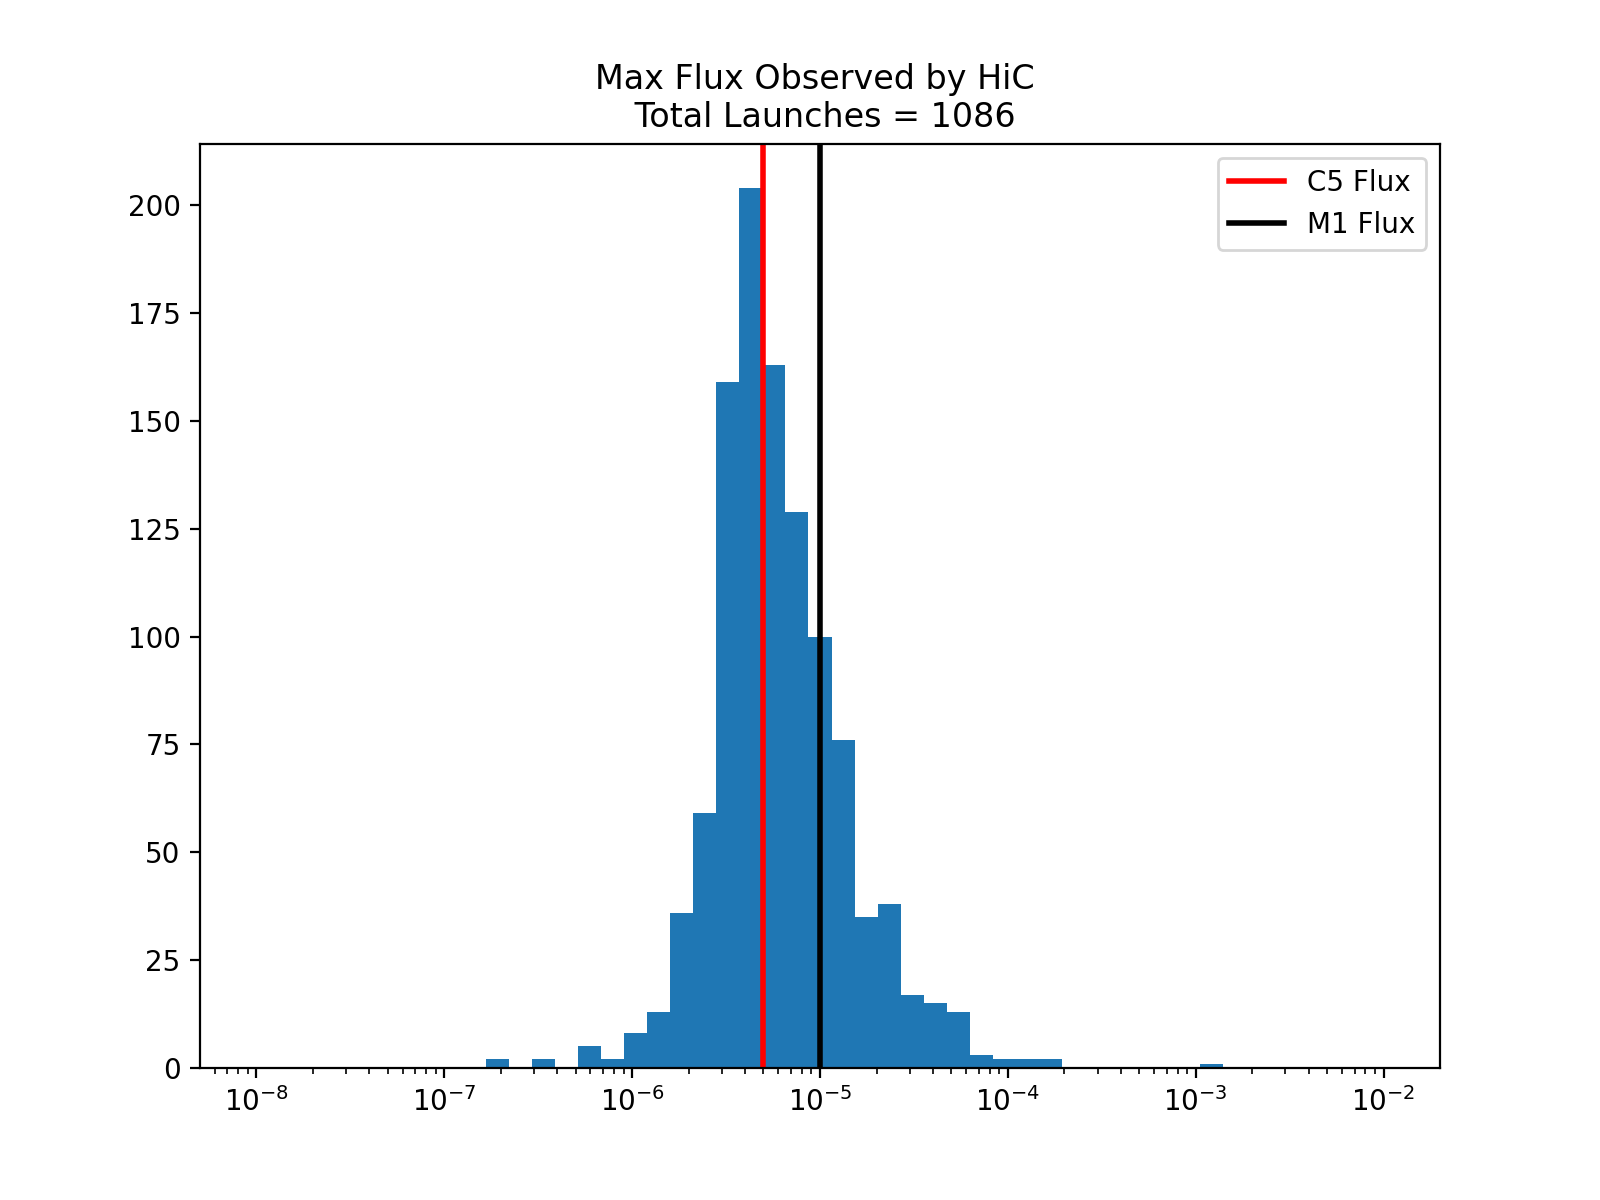 Max Flux Observed by HiC
Total Launches = 1086
C5 Flux
M1 Flux
200
175
150
125
100
75
50
25
0
10⁻⁸ 10⁻⁷ 10⁻⁶ 10⁻⁵ 10⁻⁴ 10⁻³ 10⁻²